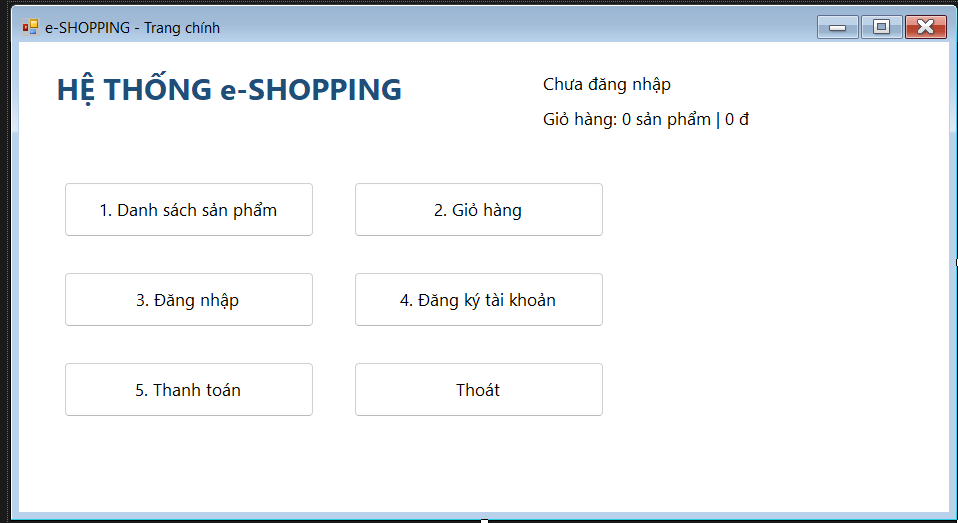 e-SHOPPING - Trang chính
HỆ THỐNG e-SHOPPING
Chưa đăng nhập
Giỏ hàng: 0 sản phẩm | 0 đ
1. Danh sách sản phẩm
2. Giỏ hàng
3. Đăng nhập
4. Đăng ký tài khoản
5. Thanh toán
Thoát